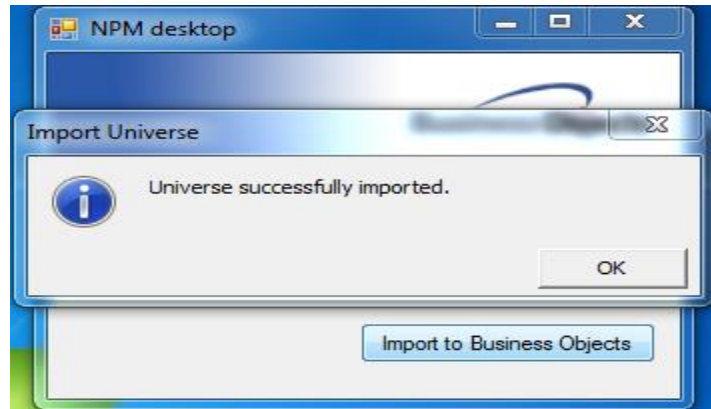 NPM desktop
Import Universe
Universe successfully imported.
OK
Import to Business Objects